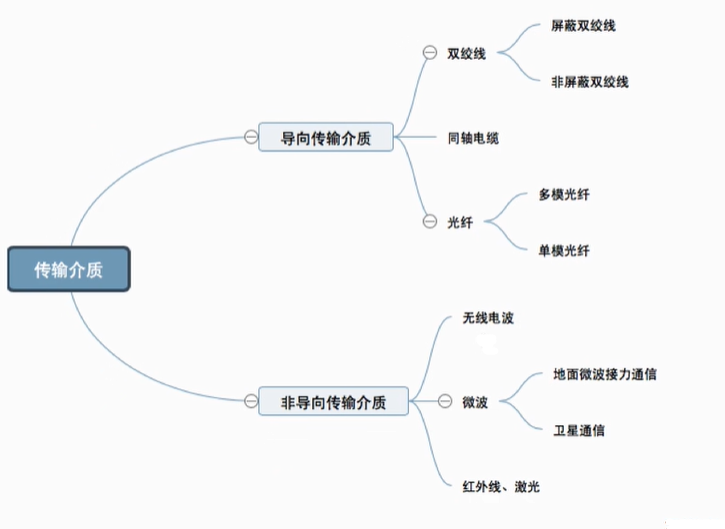 屏蔽双绞线
双绞线
非屏蔽双绞线
导向传输介质
同轴电缆
多模光纤
光纤
单模光纤
传输介质
无线电波
地面微波接力通信
非导向传输介质
微波
卫星通信
红外线、激光